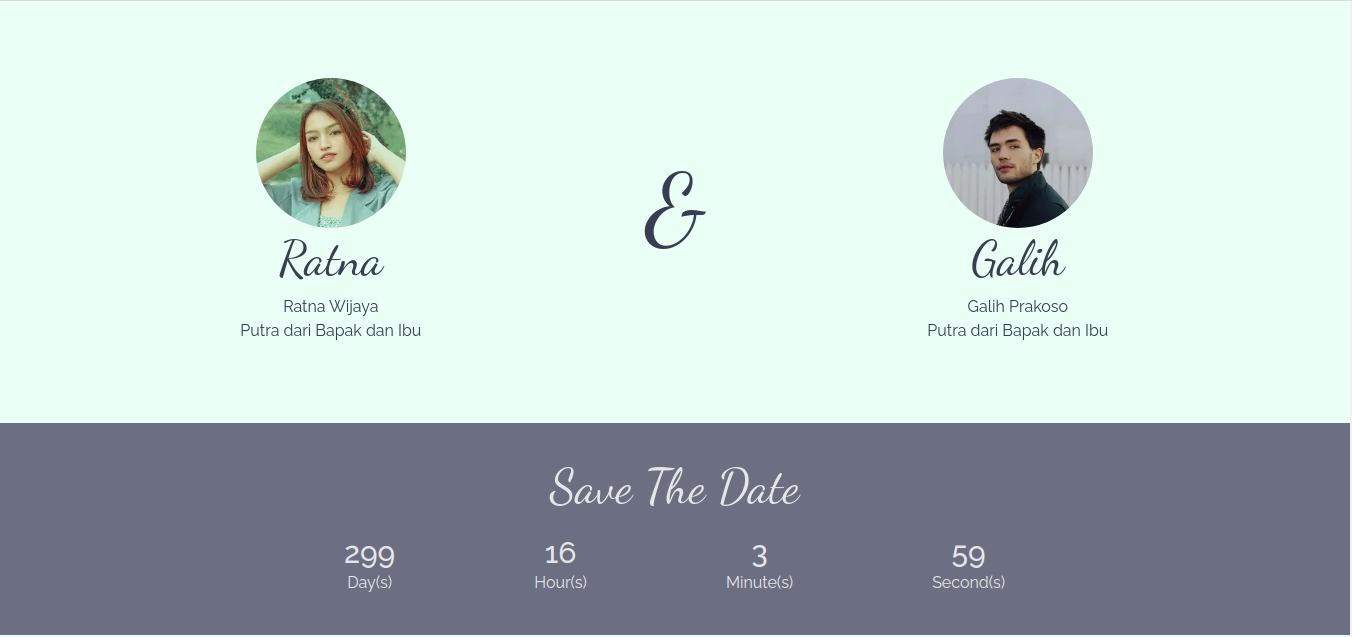 Ratna
Ratna Wijaya
Putra dari Bapak dan Ibu
&
Galih
Galih Prakoso
Putra dari Bapak dan Ibu
Save The Date
299 16 3 59
Day(s) Hour(s) Minute(s) Second(s)